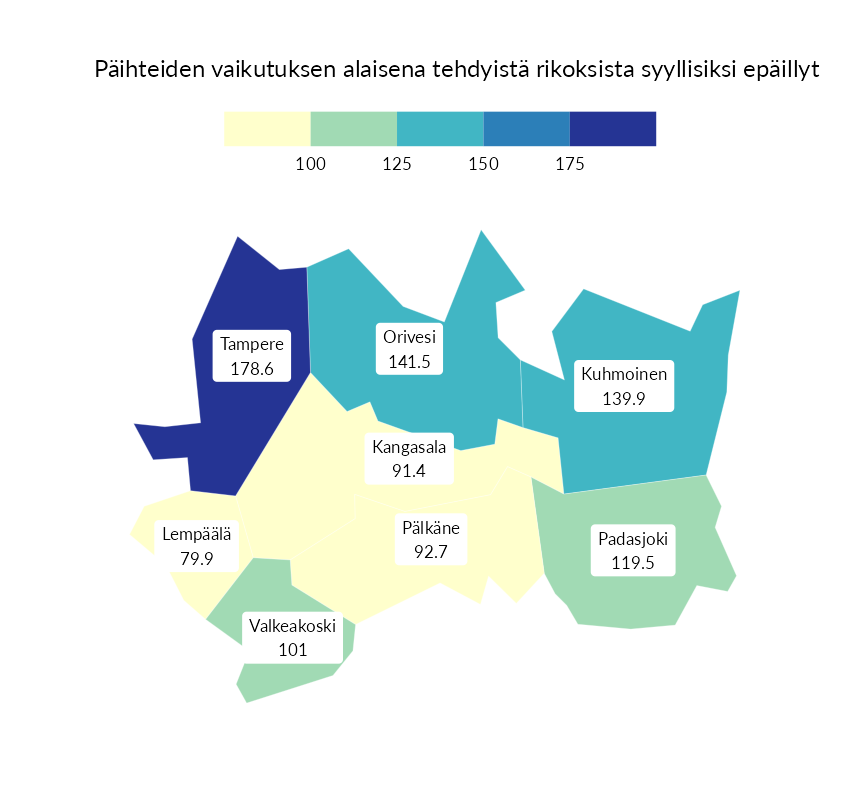 Päihteiden vaikutuksen alaisena tehdyistä rikoksista syyllisiksi epäillyt
100 125 150 175
Tampere
178.6
Orivesi
141.5
Kuhmoinen
139.9
Kangasala
91.4
Lempäälä
79.9
Pälkäne
92.7
Padasjoki
119.5
Valkeakoski
101